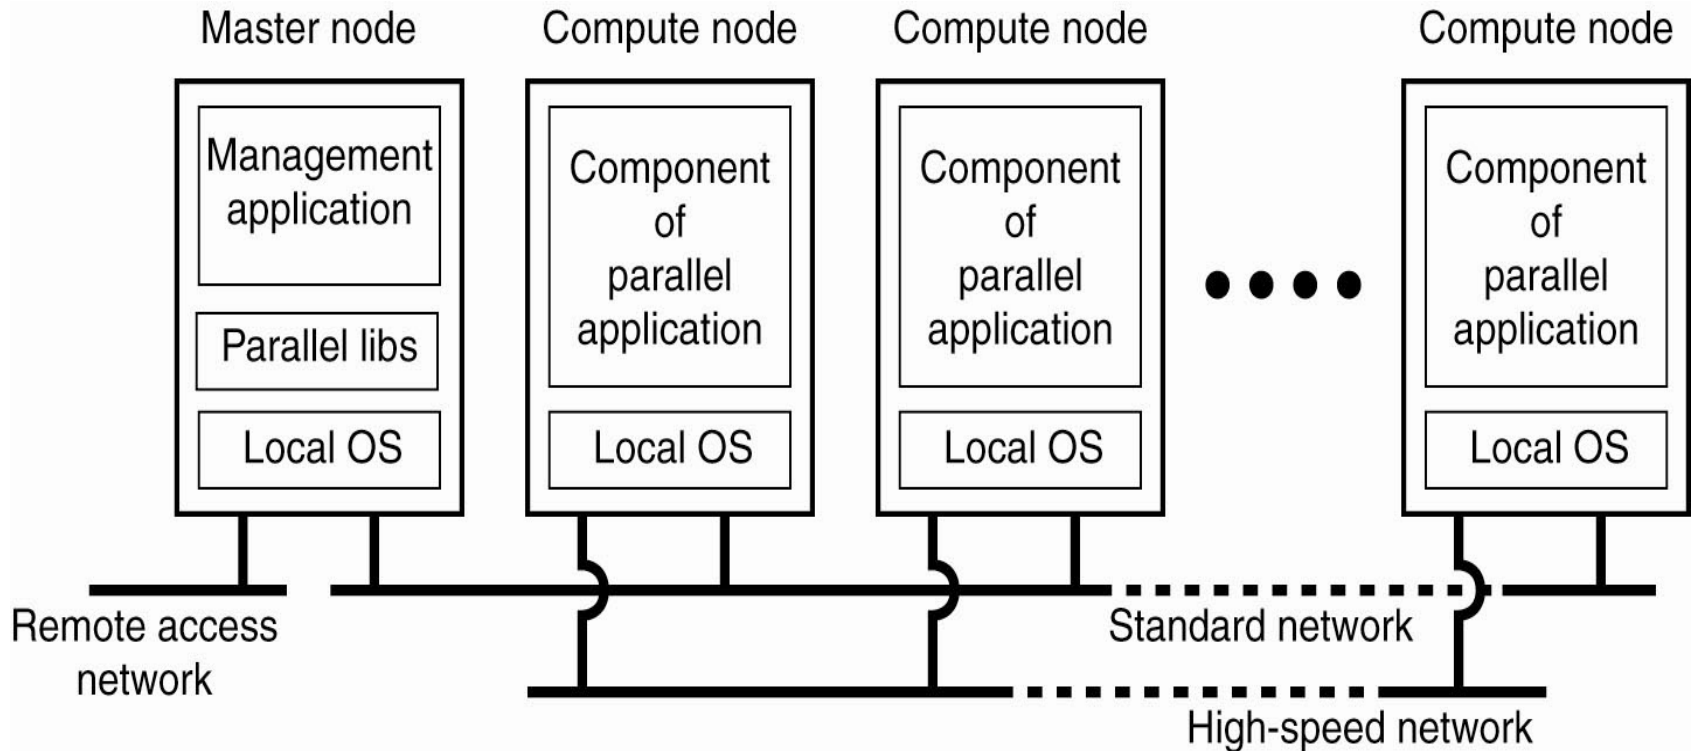 Master node
Compute node
Compute node
Compute node
Management
application
Parallel libs
Local OS
Component
of
parallel
application
Local OS
Component
of
parallel
application
Local OS
Component
of
parallel
application
Local OS
Remote access
network
Standard network
High-speed network